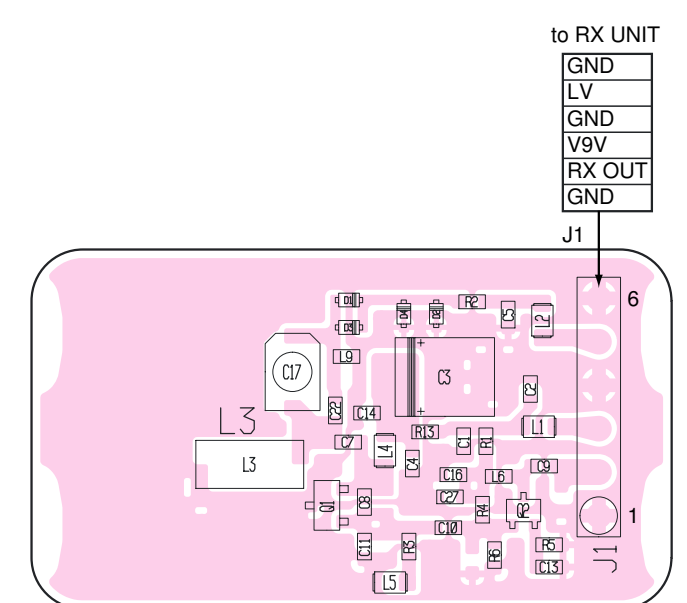 to RX UNIT
GND
LV
GND
V9V
RX OUT
GND
J1
6
D1
R2
D4
D2
C5
L2
D3
L9
C17
C3
C2
C22
C14
L3
R13
C1
R1
L1
C7
L4
C4
L3
C16
L6
C9
Q1
C8
C27
R4
Q2
1
C10
C11
R3
R6
R5
J1
C13
L5